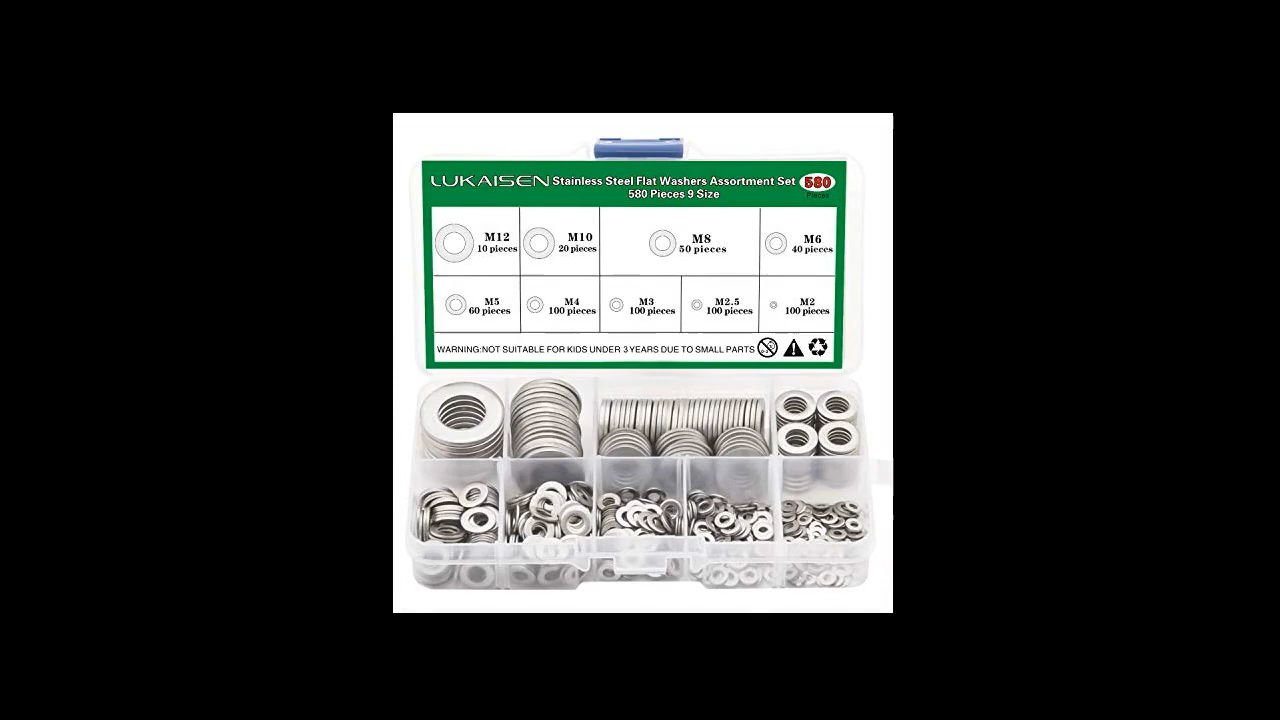 LUKAISEN Stainless Steel Flat Washers Assortment Set 580
580 Pieces 9 Size Pieces
M12 M10 M8 M6
10 pieces 20 pieces 50 pieces 40 pieces
M5 M4 M3 M2.5 M2
60 pieces 100 pieces 100 pieces 100 pieces 100 pieces
WARNING:NOT SUITABLE FOR KIDS UNDER 3 YEARS DUE TO SMALL PARTS